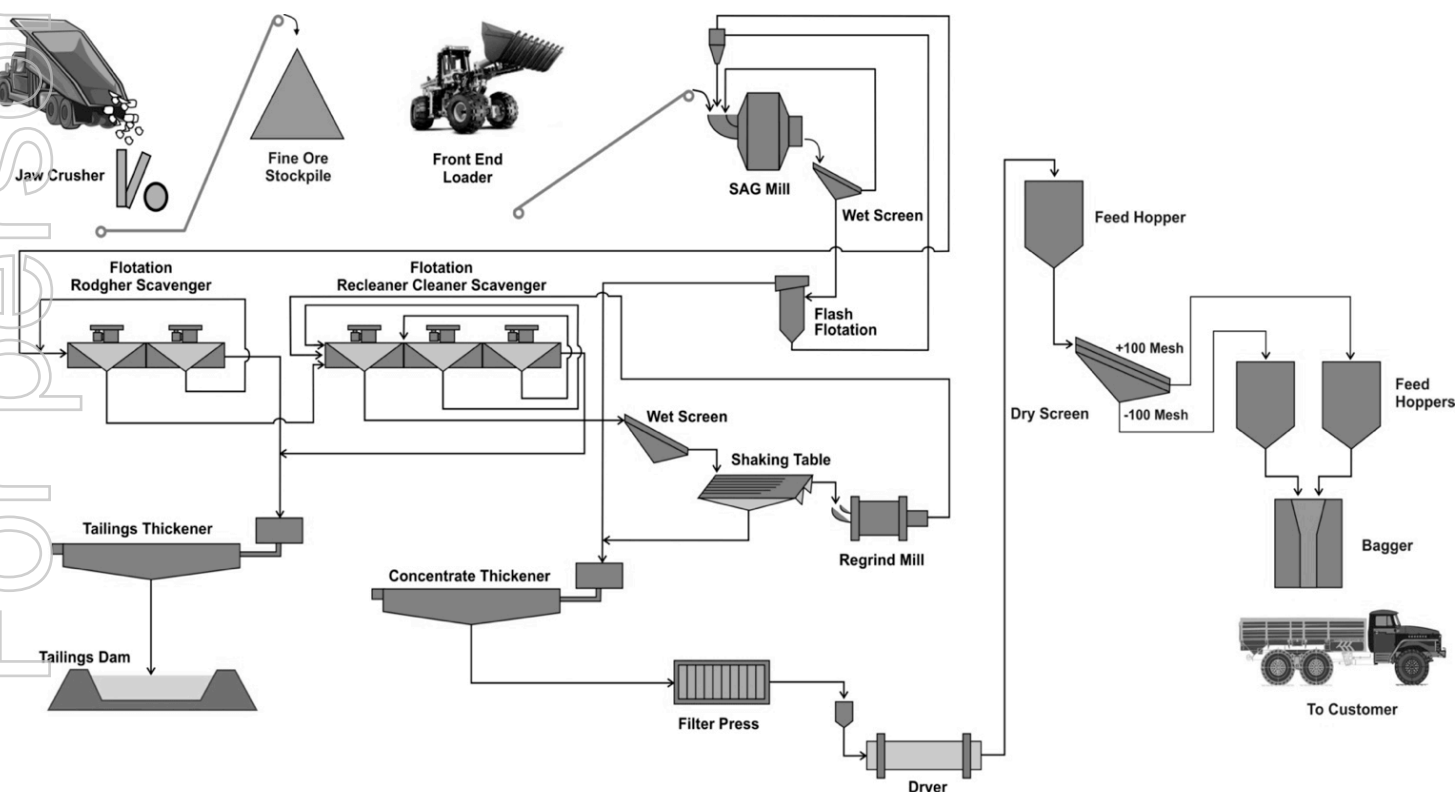 For person
Jaw Crusher
Fine Ore
Stockpile
Front End
Loader
SAG Mill
Wet Screen
Feed Hopper
Flotation
Rodgher Scavenger
Flotation
Recleaner Cleaner Scavenger
Flash
Flotation
+100 Mesh
-100 Mesh
Dry Screen
Feed
Hoppers
Wet Screen
Shaking Table
Tailings Thickener
Regrind Mill
Bagger
Concentrate Thickener
Tailings Dam
Filter Press
To Customer
Dryer